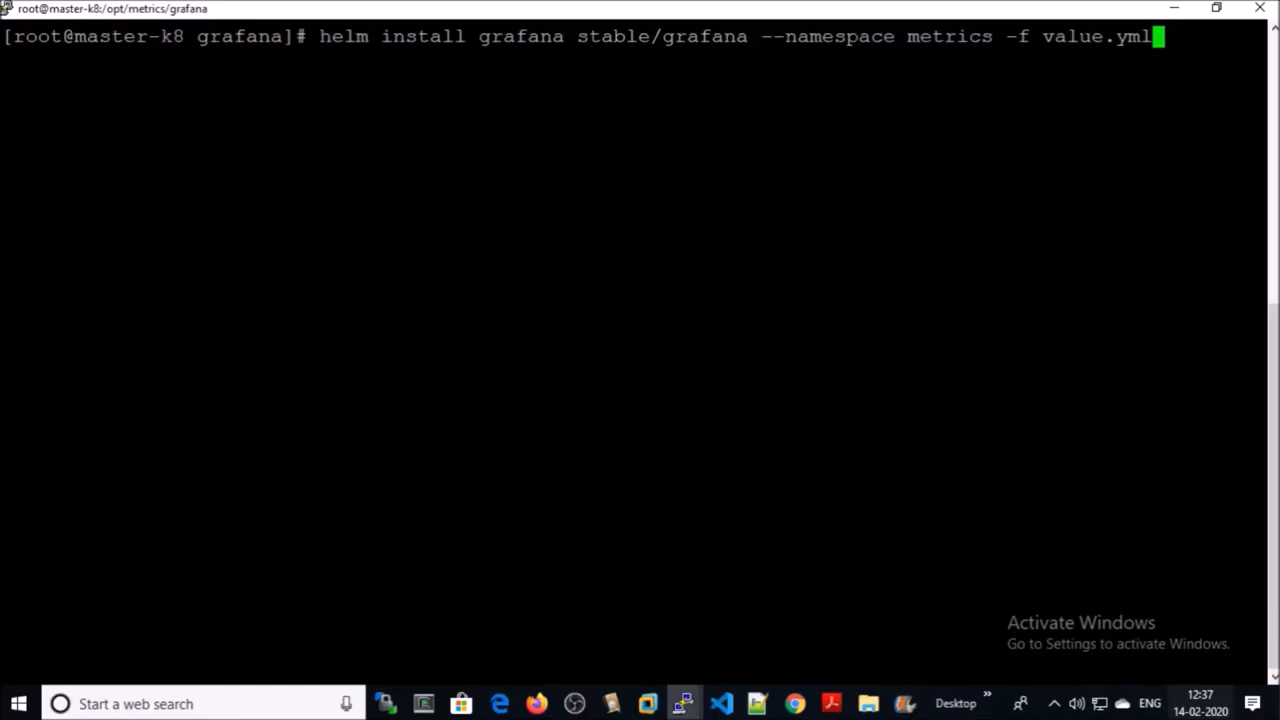 root@master-k8:/opt/metrics/grafana
[root@master-k8 grafana]# helm install grafana stable/grafana --namespace metrics -f value.yml
Activate Windows
Go to Settings to activate Windows.
Start a web search
Desktop
»
ENG
12:37
14-02-2020